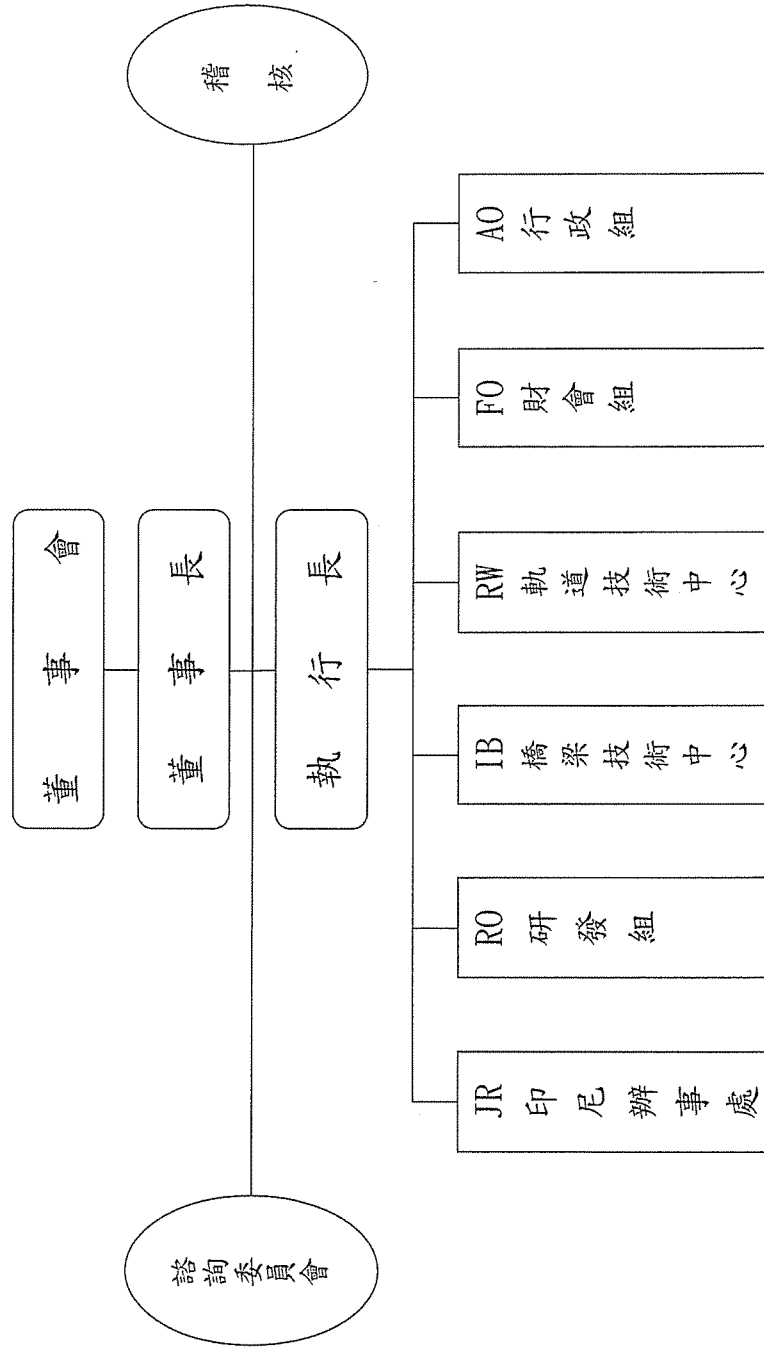 董事會
董事長
諮詢委員會
稽核
執行長
JR 印尼辦事處
RO 研發組
IB 橋梁技術中心
RW 軌道技術中心
FO 財會組
AO 行政組